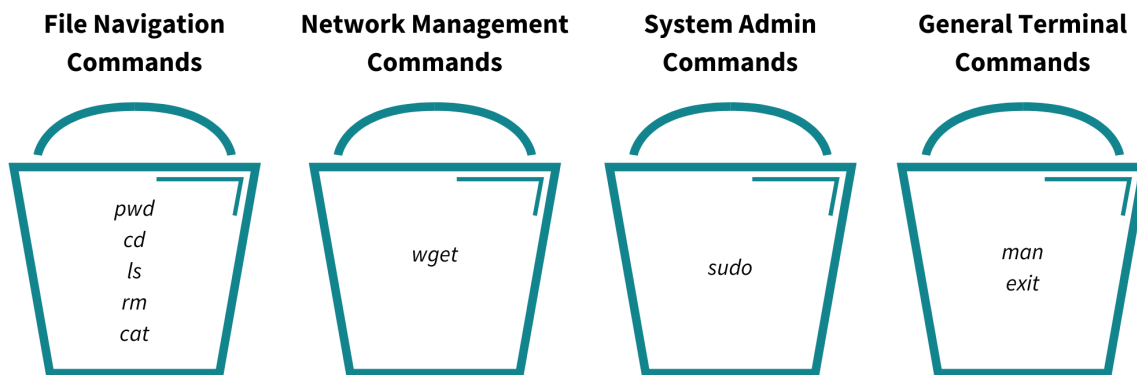 File Navigation
Commands
Network Management
Commands
System Admin
Commands
General Terminal
Commands
pwd
cd
ls
rm
cat
wget
sudo
man
exit